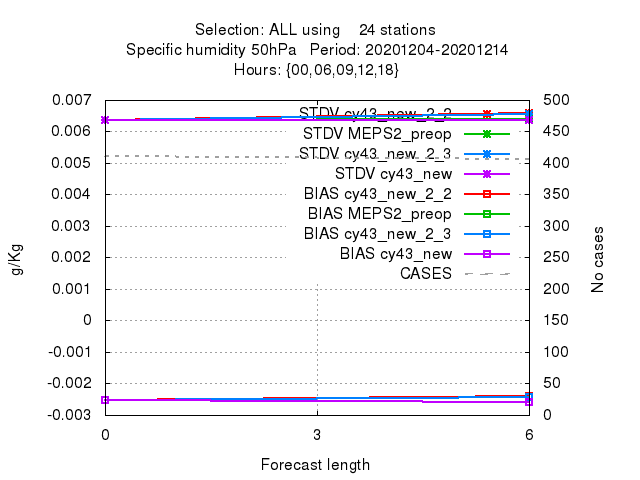 Selection: ALL using 24 stations
Specific humidity 50hPa Period: 20201204-20201214
Hours: {00,06,09,12,18}
0.007
0.006
0.005
0.004
0.003
0.002
0.001
0
-0.001
-0.002
-0.003
g/Kg
STDV cy43_new_2_2
STDV MEPS2_preop
STDV cy43_new_2_3
STDV cy43_new
BIAS cy43_new_2_2
BIAS MEPS2_preop
BIAS cy43_new_2_3
BIAS cy43_new
CASES
500
450
400
350
300
250
200
150
100
50
0
No cases
0 3 6
Forecast length